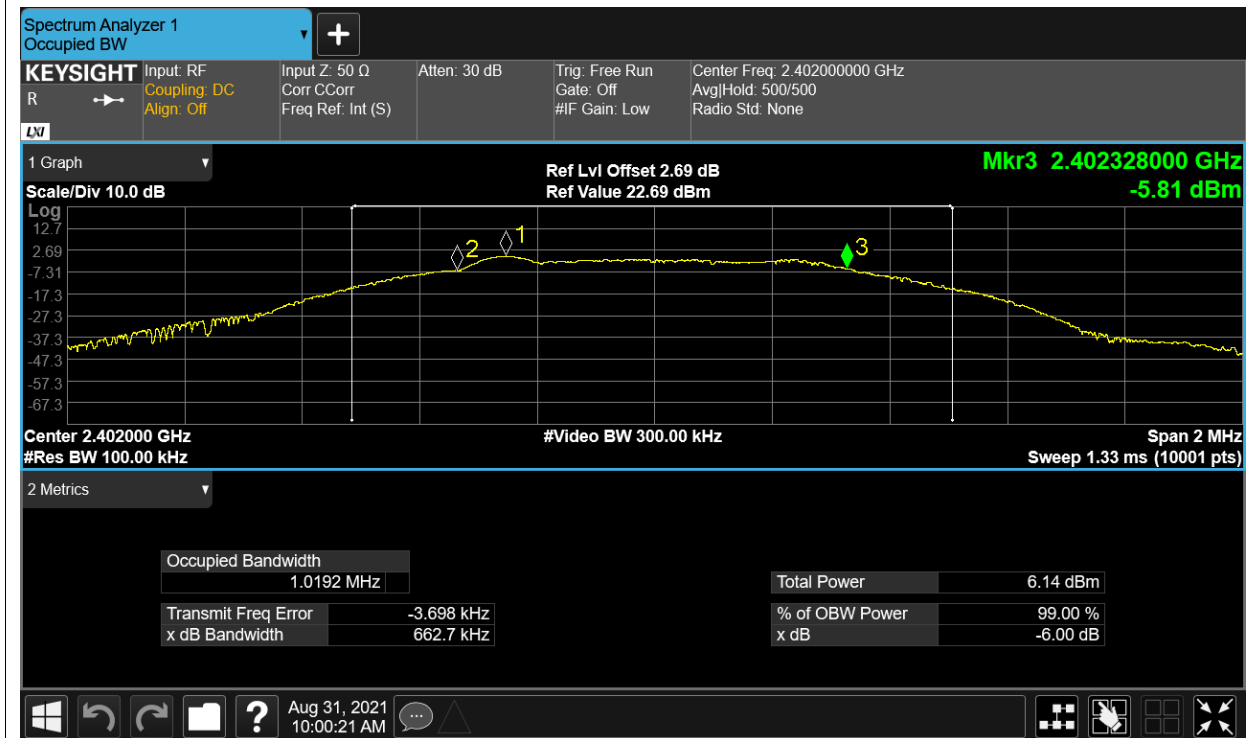 Spectrum Analyzer 1
Occupied BW
KEYSIGHT
R
LXI
Input: RF
Coupling: DC
Align: Off
Input Z: 50 Ω
Corr CCorr
Freq Ref: Int (S)
Atten: 30 dB
Trig: Free Run
Gate: Off
#IF Gain: Low
Center Freq: 2.402000000 GHz
Avg|Hold: 500/500
Radio Std: None
1 Graph
Scale/Div 10.0 dB
Ref Lvl Offset 2.69 dB
Ref Value 22.69 dBm
Mkr3 2.402328000 GHz
-5.81 dBm
Log
12.7
2.69
-7.31
-17.3
-27.3
-37.3
-47.3
-57.3
-67.3
2
1
3
Center 2.402000 GHz
#Res BW 100.00 kHz
#Video BW 300.00 kHz
Span 2 MHz
Sweep 1.33 ms (10001 pts)
2 Metrics
Occupied Bandwidth
1.0192 MHz
Transmit Freq Error -3.698 kHz
x dB Bandwidth 662.7 kHz
Total Power 6.14 dBm
% of OBW Power 99.00 %
x dB -6.00 dB
?
Aug 31, 2021
10:00:21 AM